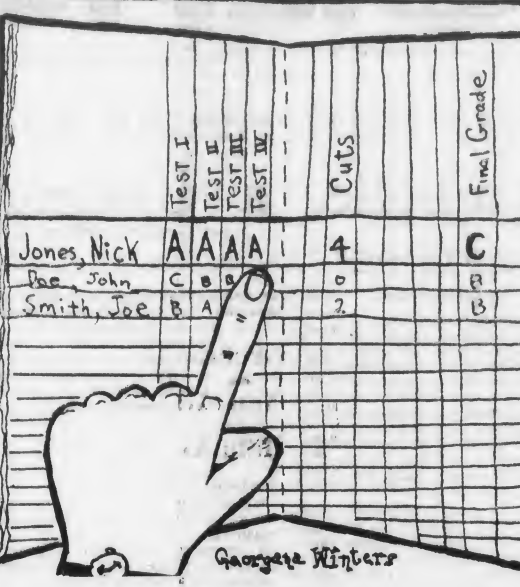 Test I Test II Test III Test IV Cuts Final Grade
Jones, Nick A A A A 4 C
Doe, John C B B 0 B
Smith, Joe B A 2 B
Winters